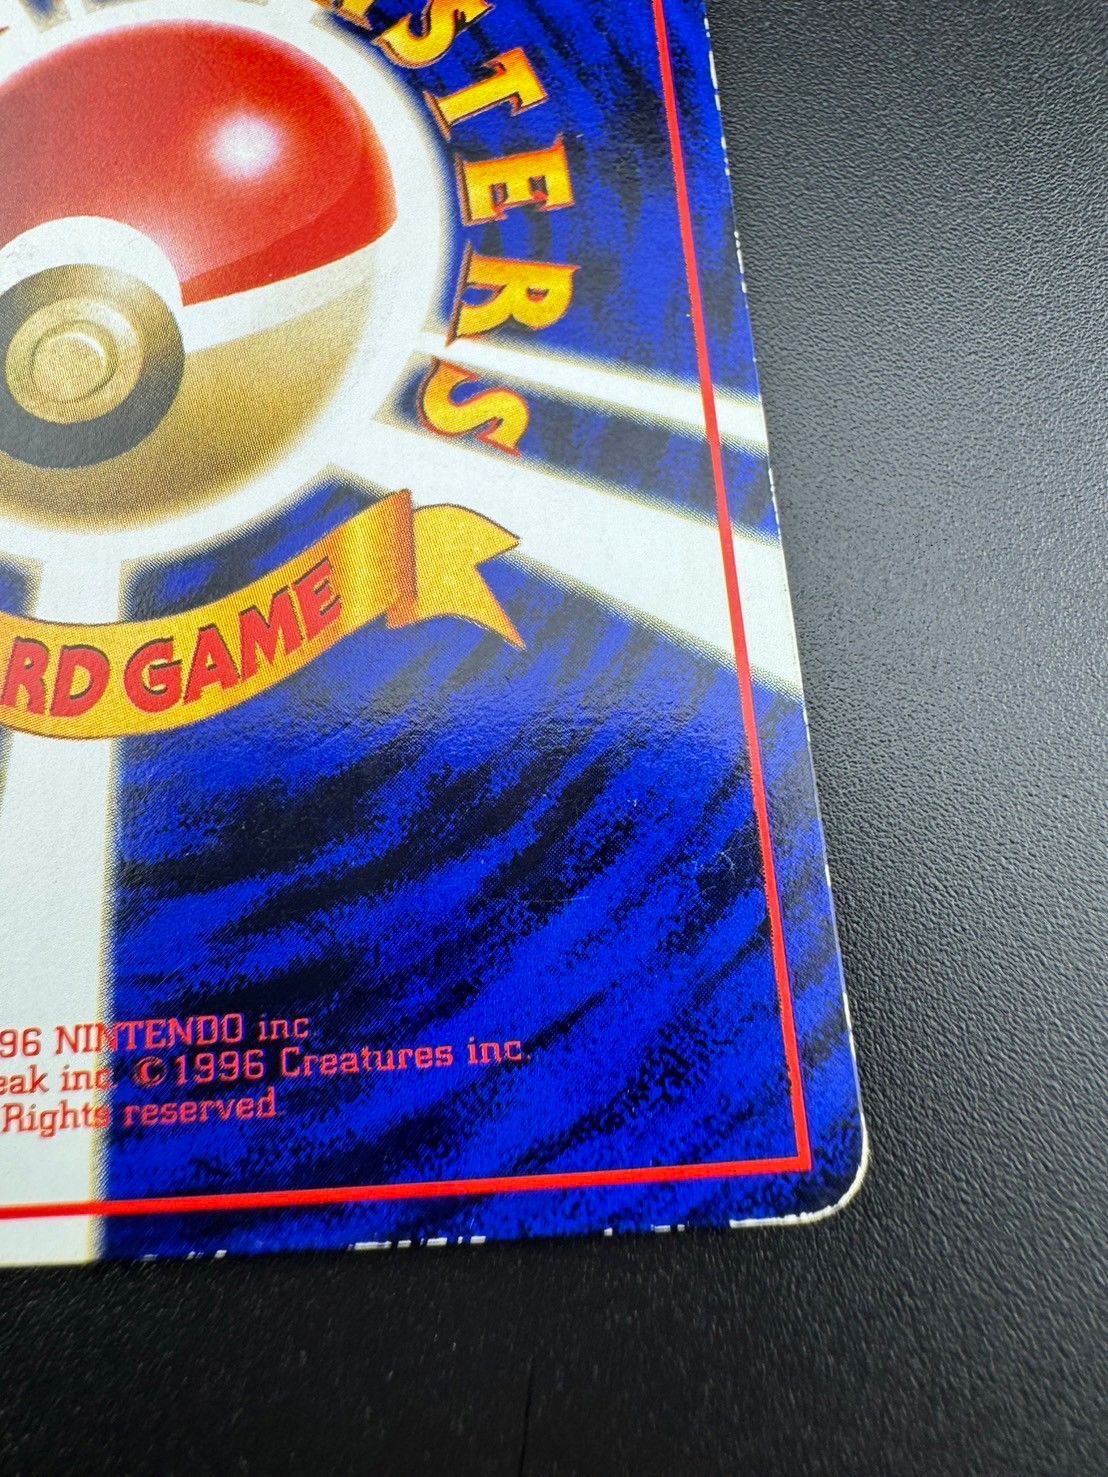 STERS
RD GAME
96 NINTENDO inc.
eak inc. ©1996 Creatures inc.
Rights reserved.